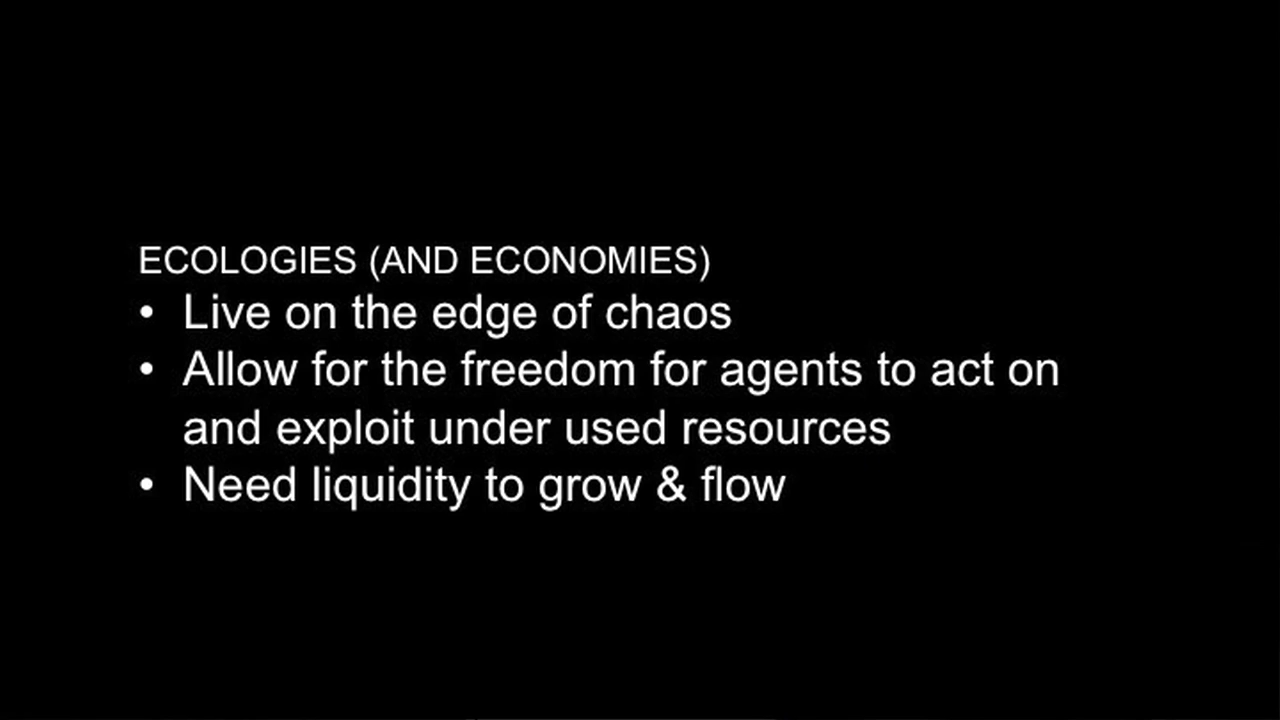 ECOLOGIES (AND ECONOMIES)
• Live on the edge of chaos
• Allow for the freedom for agents to act on
and exploit under used resources
• Need liquidity to grow & flow